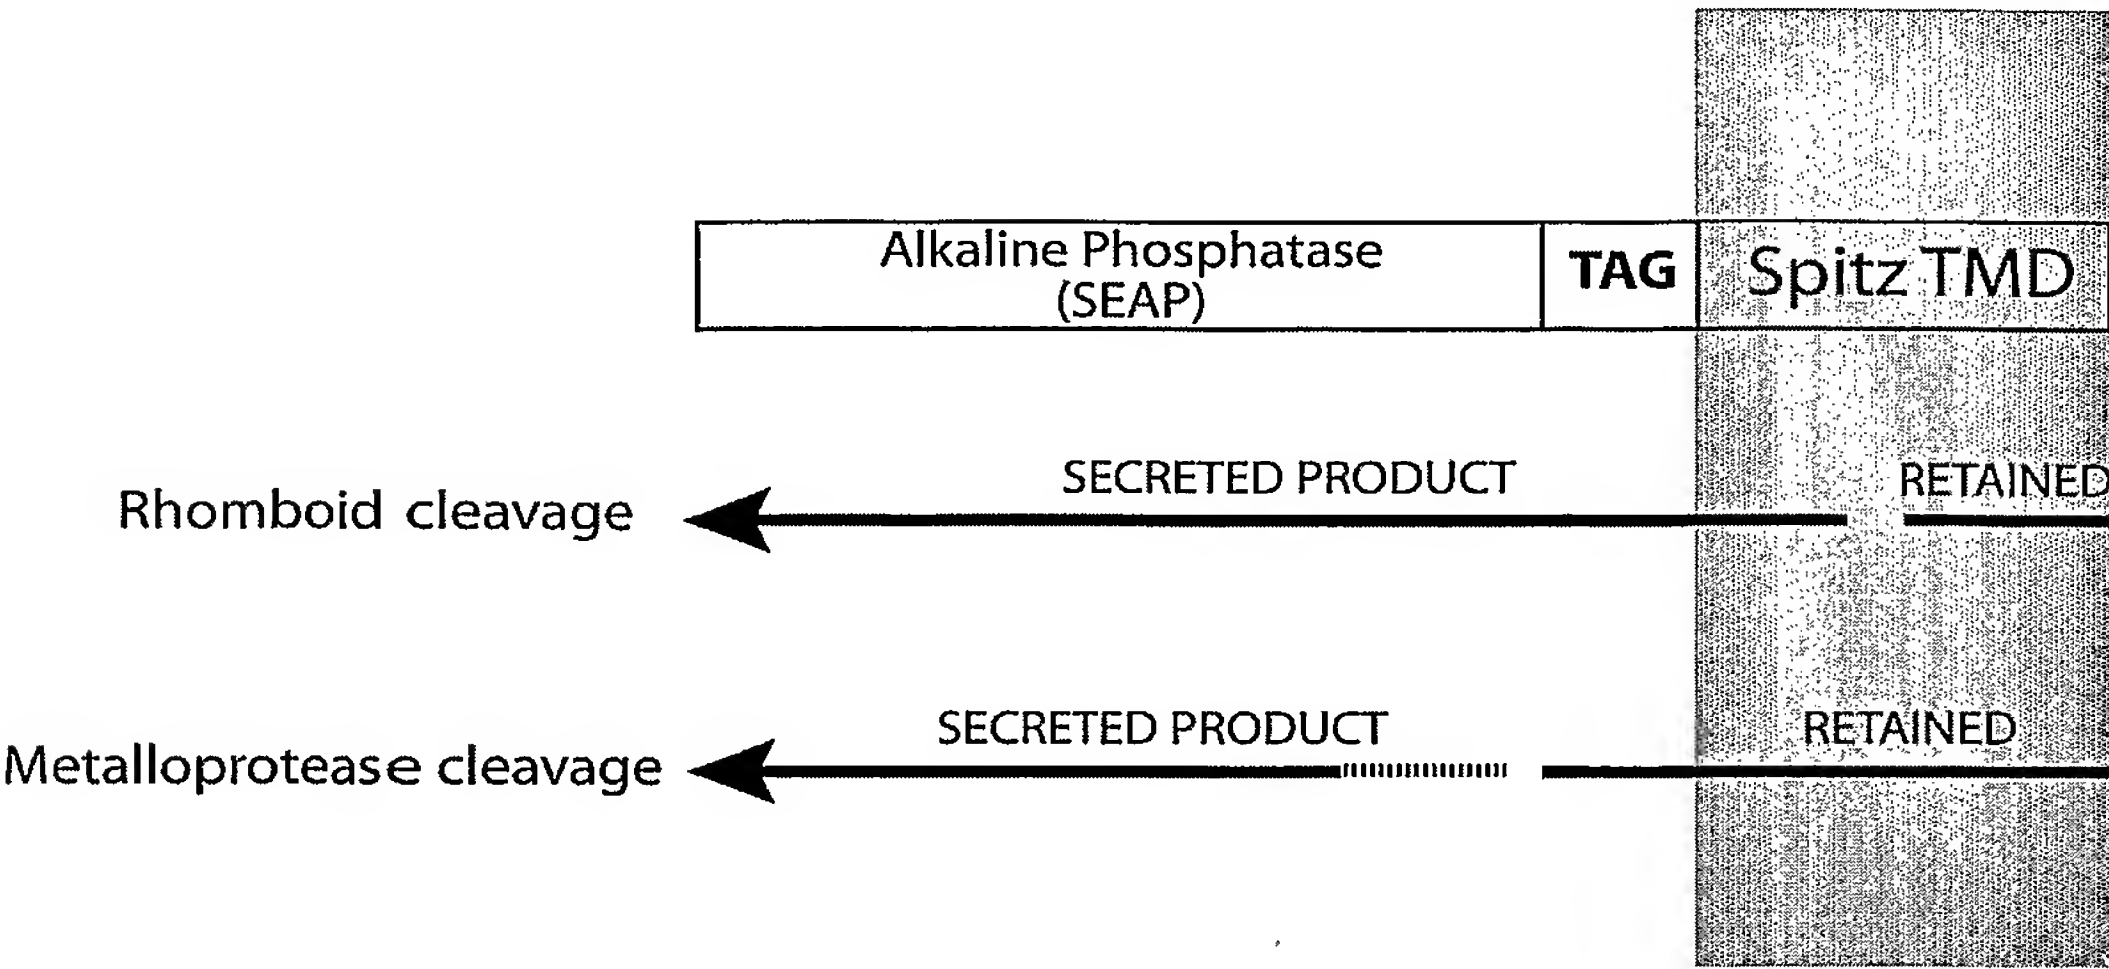 Alkaline Phosphatase
(SEAP)
TAG
Spitz TMD
SECRETED PRODUCT
RETAINED
Rhomboid cleavage
SECRETED PRODUCT
RETAINED
Metalloprotease cleavage